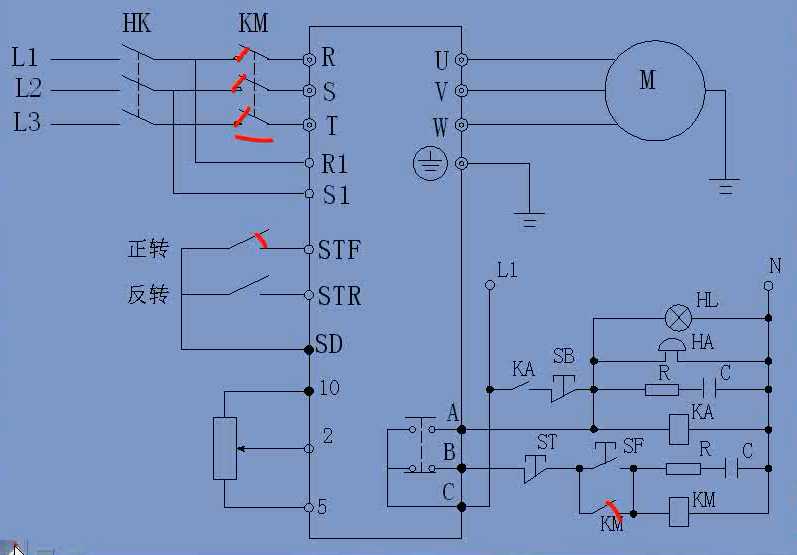 HK KM
L1 R U
L2 S V M
L3 T W
R1
S1
正转 STF
反转 STR
L1 N
HL
SD HA
KA SB R C
10
A KA
2 B ST SF R C
C KM
5 KM